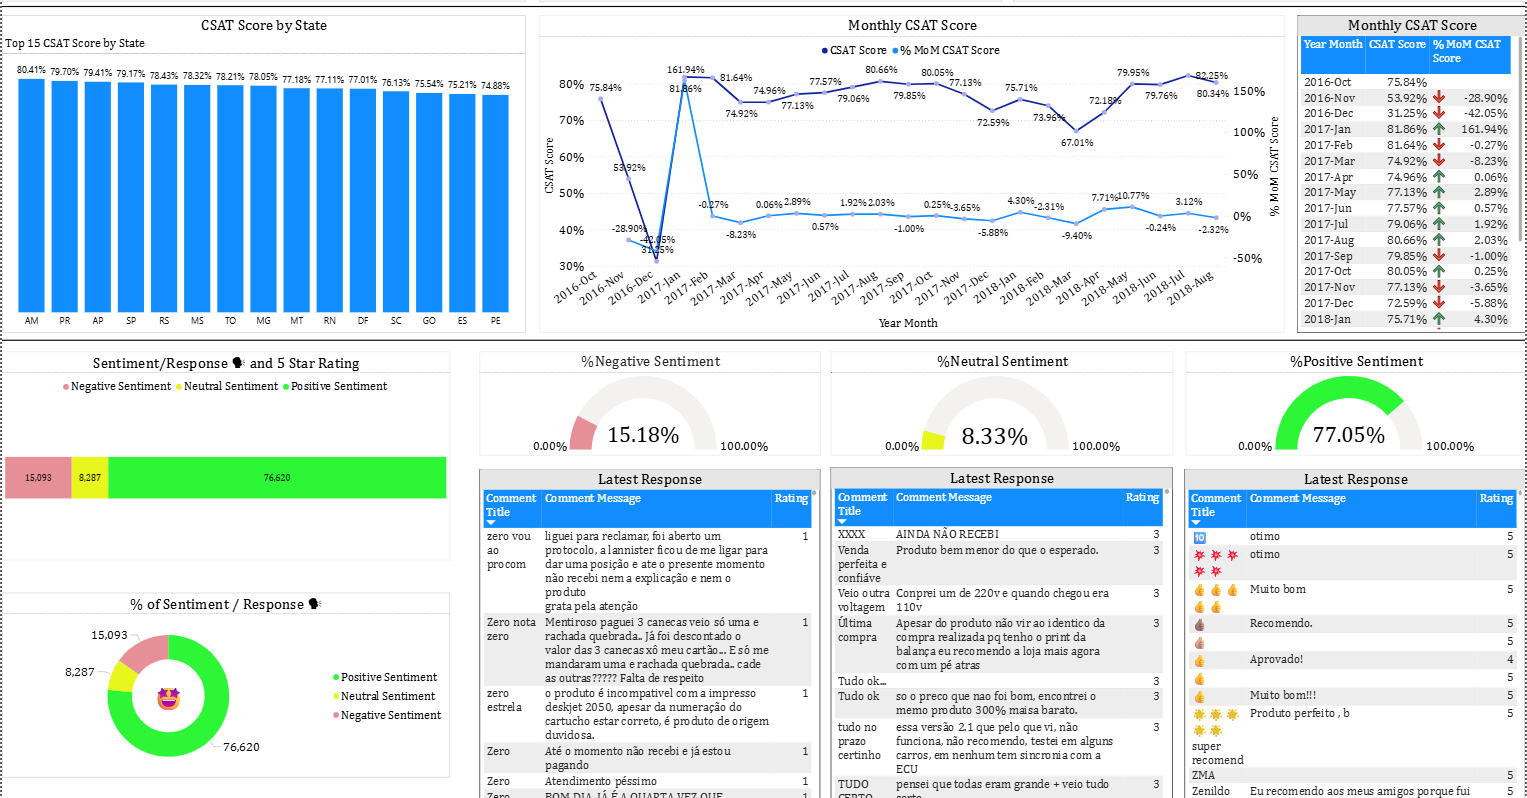 CSAT Score by State
Top 15 CSAT Score by State
80.41% 79.70% 79.41% 79.17% 78.43% 78.32% 78.21% 78.05% 77.18% 77.11% 77.01% 76.13% 75.54% 75.21% 74.88%
AM PR AP SP RS MS TO MG MT RN DF SC GO ES PE
Monthly CSAT Score
CSAT Score % MoM CSAT Score
CSAT Score
80%
70%
60%
50%
40%
30%
75.84% 53.92% 31.25% 81.86% 81.64% 74.92% 74.96% 77.13% 77.57% 79.06% 80.66% 79.85% 80.05% 77.13% 72.59% 75.71% 73.96% 67.01% 72.18% 79.95% 79.76% 82.25% 80.34%
-28.90% -42.05% 161.94% -0.27% -8.23% 0.06% 2.89% 0.57% 1.92% 2.03% -1.00% 0.25% -3.65% -5.88% 4.30% -2.31% -9.40% 7.71% 10.77% -0.24% 3.12% -2.32%
150%
100%
50%
0%
-50%
% MoM CSAT Score
2016-Oct 2016-Nov 2016-Dec 2017-Jan 2017-Feb 2017-Mar 2017-Apr 2017-May 2017-Jun 2017-Jul 2017-Aug 2017-Sep 2017-Oct 2017-Nov 2017-Dec 2018-Jan 2018-Feb 2018-Mar 2018-Apr 2018-May 2018-Jun 2018-Jul 2018-Aug
Year Month
Monthly CSAT Score
Year Month CSAT Score % MoM CSAT
Score
2016-Oct 75.84%
2016-Nov 53.92% -28.90%
2016-Dec 31.25% -42.05%
2017-Jan 81.86% 161.94%
2017-Feb 81.64% -0.27%
2017-Mar 74.92% -8.23%
2017-Apr 74.96% 0.06%
2017-May 77.13% 2.89%
2017-Jun 77.57% 0.57%
2017-Jul 79.06% 1.92%
2017-Aug 80.66% 2.03%
2017-Sep 79.85% -1.00%
2017-Oct 80.05% 0.25%
2017-Nov 77.13% -3.65%
2017-Dec 72.59% -5.88%
2018-Jan 75.71% 4.30%
Sentiment/Response 🗣 and 5 Star Rating
Negative Sentiment Neutral Sentiment Positive Sentiment
15,093 8,287 76,620
% of Sentiment / Response 🗣
15,093
8,287
76,620
Positive Sentiment
Neutral Sentiment
Negative Sentiment
%Negative Sentiment
0.00% 15.18% 100.00%
Latest Response
Comment Comment Message Rating
Title
zero vou liguei para reclamar, foi aberto um 1
ao protocolo, a lannister ficou de me ligar para
procom dar uma posição e ate o presente momento
não recibi nem a explicação e nem o
produto
grata pela atenção
Zero nota Mentiroso paguei 3 canecas veio só uma e 1
zero rachada quebrada.. Já foi descontado o
valor das 3 canecas xô meu cartão... E só me
mandaram uma e rachada quebrada.. cade
as outras????? Falta de respeito
zero o produto é incompativel com a impresso 1
estrela deskjet 2050, apesar da numeração do
cartucho estar correto, é produto de origem
duvidosa.
Zero Até o momento não recibi e já estou 1
pagando
Zero Atendimento péssimo 1
Zero BOM DIA, JÁ É A QUARTA VEZ QUE 1
%Neutral Sentiment
0.00% 8.33% 100.00%
Latest Response
Comment Comment Message Rating
Title
XXXX AINDA NÃO RECEBI 3
Venda Produto bem menor do que o esperado. 3
perfeita e
confiáve
Veio outra Conprei um de 220v e quando chegou era 3
voltagem 110v
Última Apesar do produto não vir ao identico da 3
compra compra realizada pq tenho o print da
balança eu recomendo a loja mais agora
com um pé atras
Tudo ok... 3
Tudo ok so o preco que nao foi bom, encontrei o 3
memo produto 300% maisa barato.
tudo no essa versão 2.1 que pelo que vi, não 3
prazo funciona, não recomendo, testei em alguns
certinho carros, em nenhum tem sincronia com a
ECU
TUDO pensei que todas eram grande + veio tudo 3
CERTO certo
%Positive Sentiment
0.00% 77.05% 100.00%
Latest Response
Comment Comment Message Rating
Title
🔟 otimo 5
💥 💥 💥 otimo 5
💥 💥
👍 👍 👍 Muito bom 5
👍 👍
Recomendo. 5
5
👍 Aprovado! 4
👍 5
👍 Muito bom!!! 5
🌟 🌟 🌟 Produto perfeito , b 5
🌟 🌟
super
recomend
ZMA 5
Zenildo Eu recomendo aos meus amigos porque fui 5